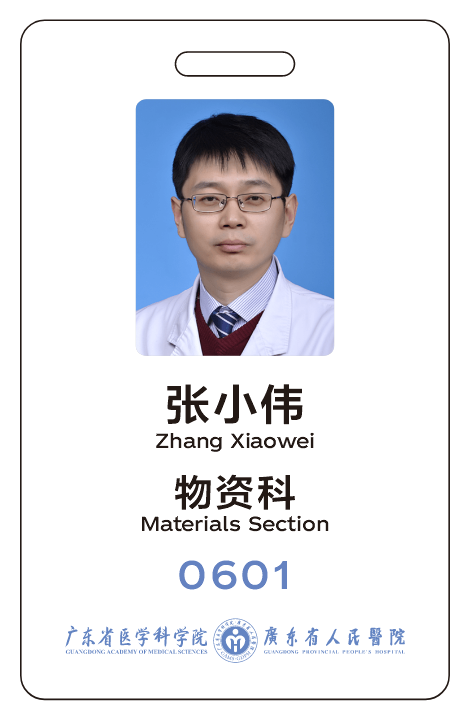 张小伟
Zhang Xiaowei
物资科
Materials Section
0601
广东省医学科学院 廣东省人民醫院
GUANGDONG ACADEMY OF MEDICAL SCIENCES GUANGDONG PROVINCIAL PEOPLE'S HOSPITAL